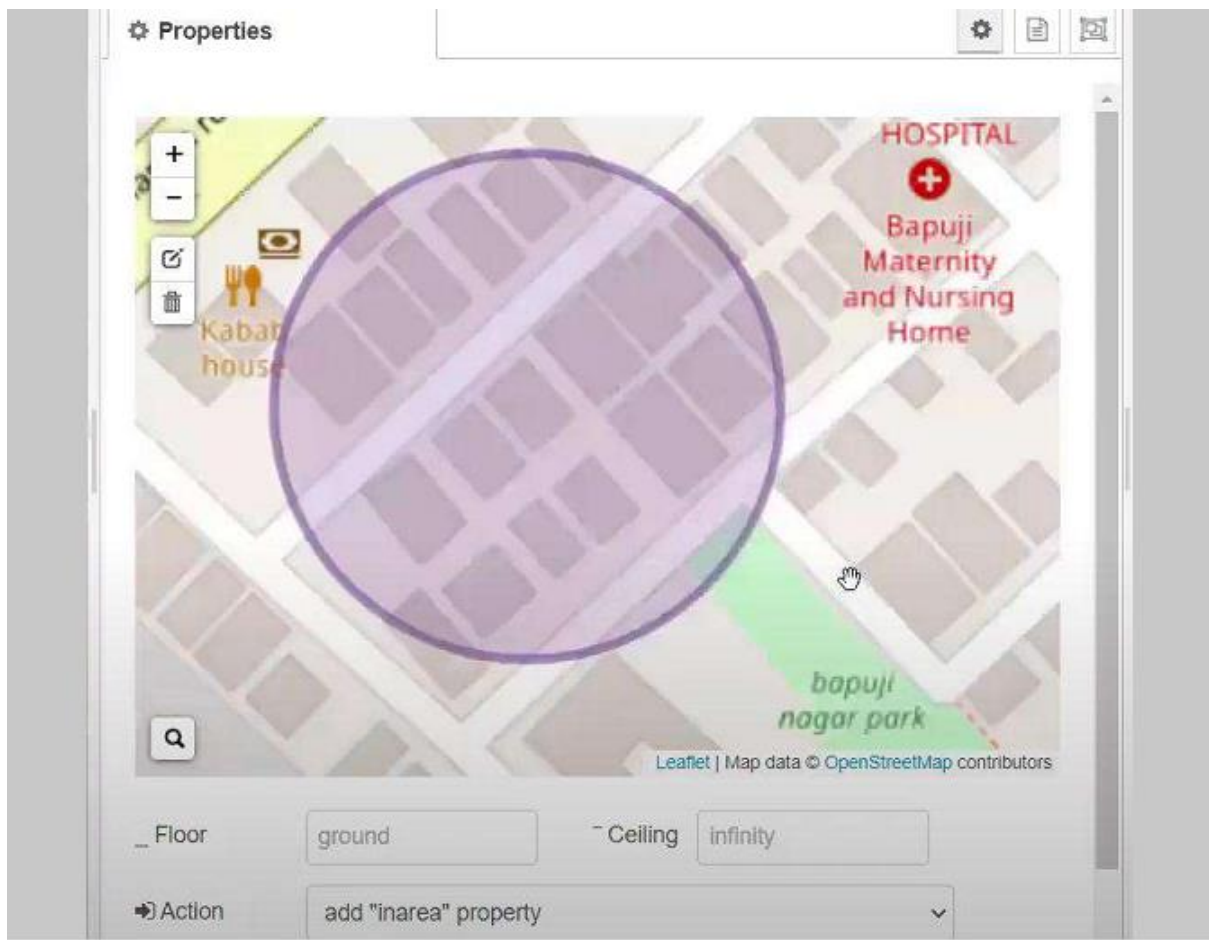 Properties
+
HOSPITAL
−
Bapuji
Maternity
and Nursing
Home
Kabab
house
bapuji
nagar park
Leaflet | Map data © OpenStreetMap contributors
Floor ground Ceiling infinity
Action add "inarea" property